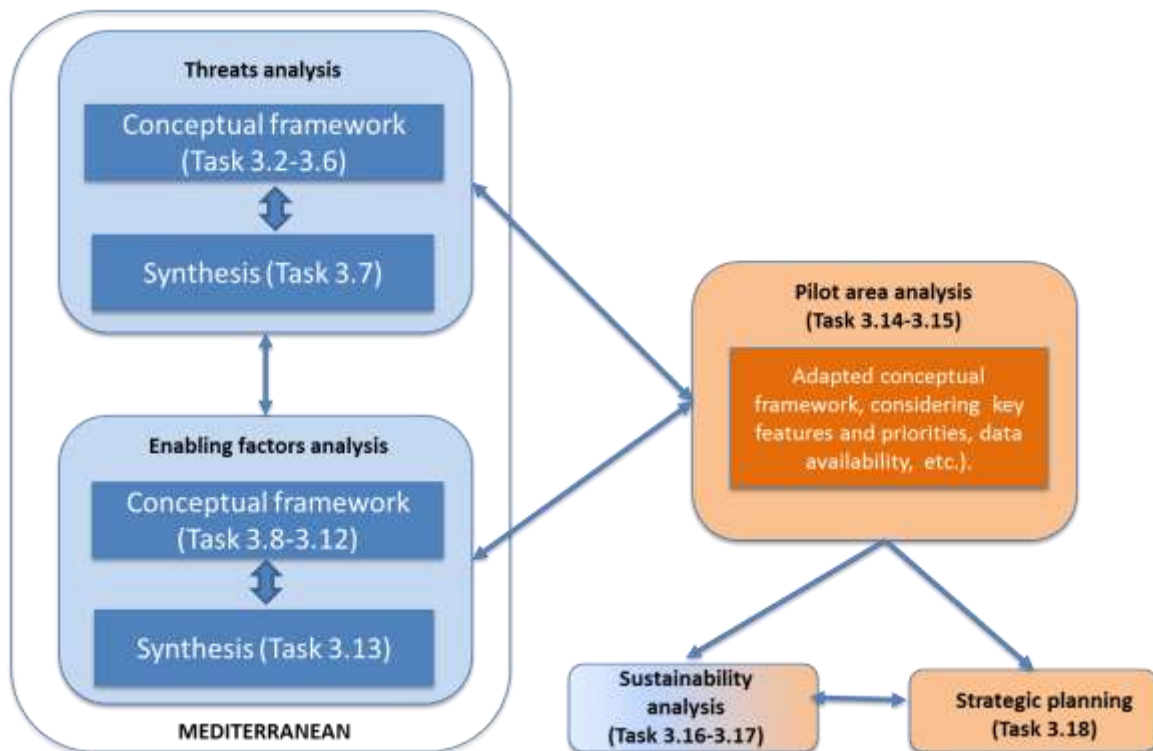 Threats analysis
Conceptual framework
(Task 3.2-3.6)
Synthesis (Task 3.7)
Enabling factors analysis
Conceptual framework
(Task 3.8-3.12)
Synthesis (Task 3.13)
MEDITERRANEAN
Pilot area analysis
(Task 3.14-3.15)
Adapted conceptual
framework, considering key
features and priorities, data
availability, etc.).
Sustainability
analysis
(Task 3.16-3.17)
Strategic planning
(Task 3.18)